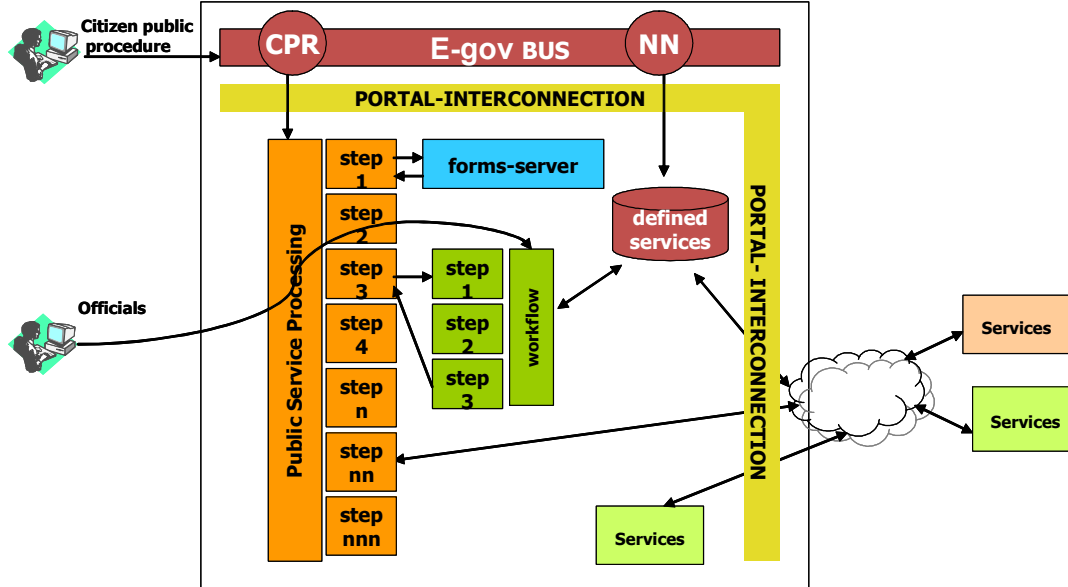 Citizen public
procedure
CPR
E-gov BUS
NN
PORTAL-INTERCONNECTION
Public Service Processing
step
1
forms-server
step
2
step
3
step
4
step
n
step
nn
step
nnn
step
1
step
2
step
3
workflow
defined
services
PORTAL- INTERCONNECTION
Officials
Services
Services
Services